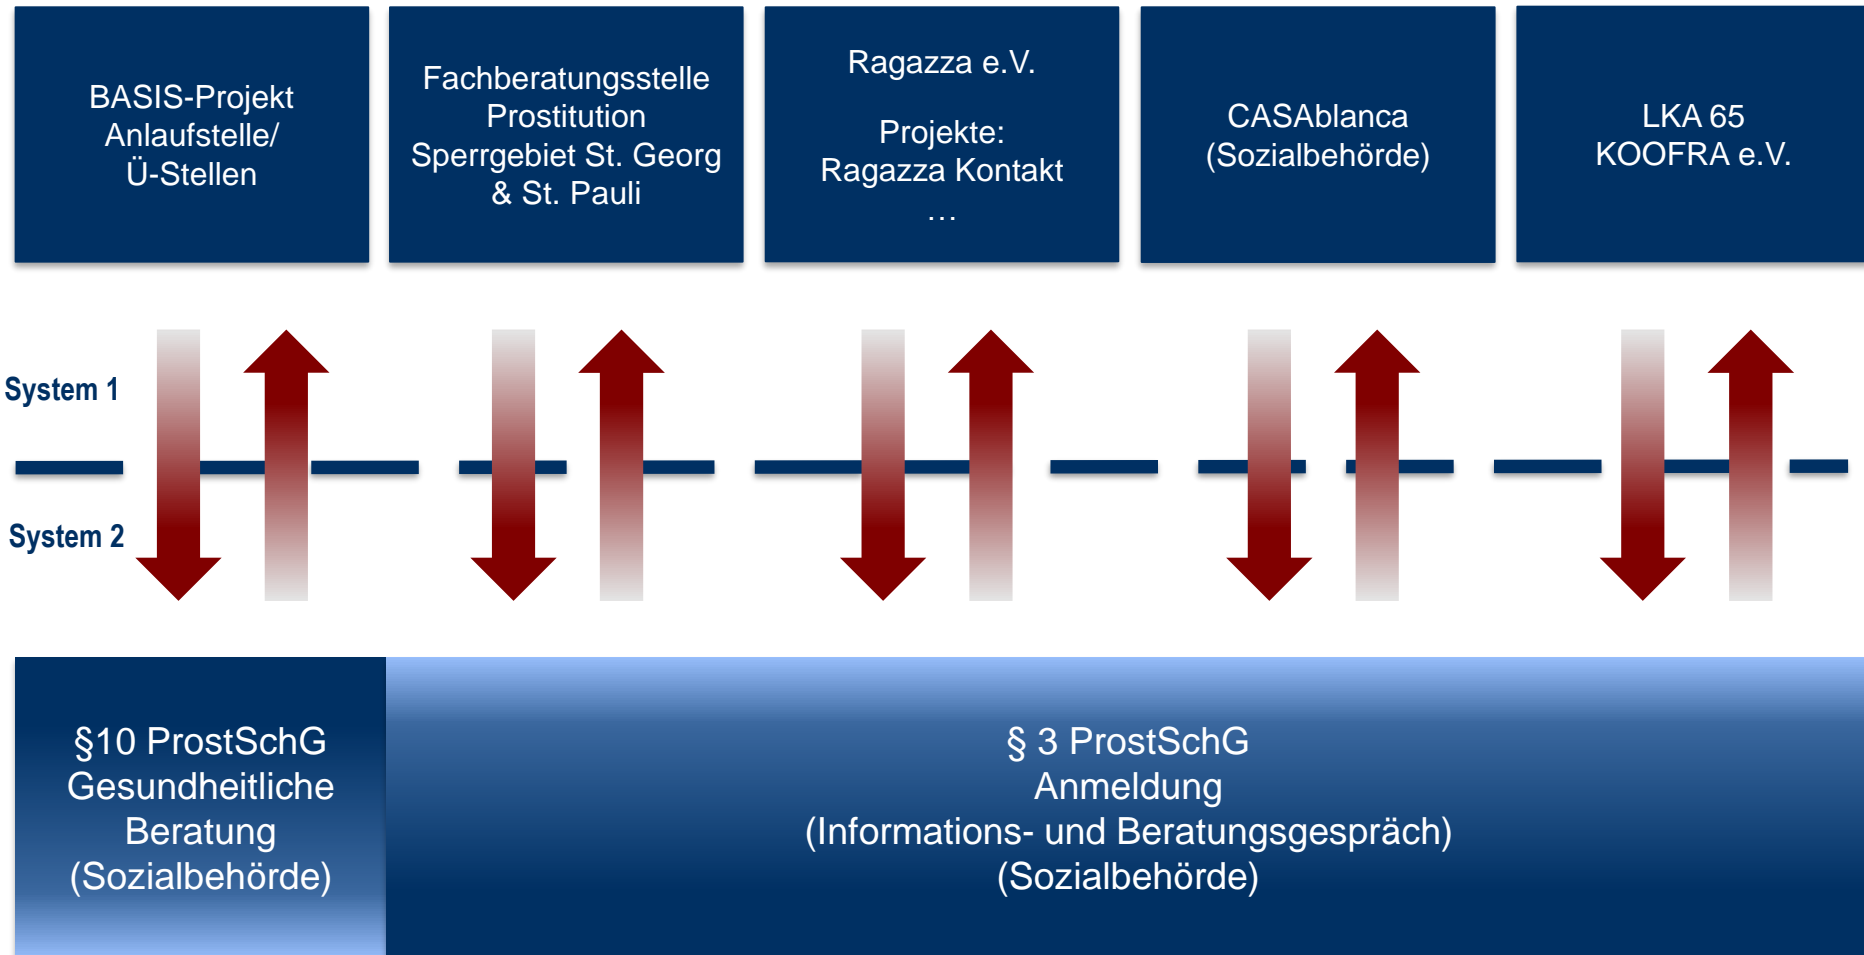 BASIS-Projekt
Anlaufstelle/
Ü-Stellen
Fachberatungsstelle
Prostitution
Sperrgebiet St. Georg
& St. Pauli
Ragazza e.V.
Projekte:
Ragazza Kontakt
…
CASAblanca
(Sozialbehörde)
LKA 65
KOOFRA e.V.
System 1
System 2
§10 ProstSchG
Gesundheitliche
Beratung
(Sozialbehörde)
§ 3 ProstSchG
Anmeldung
(Informations- und Beratungsgespräch)
(Sozialbehörde)